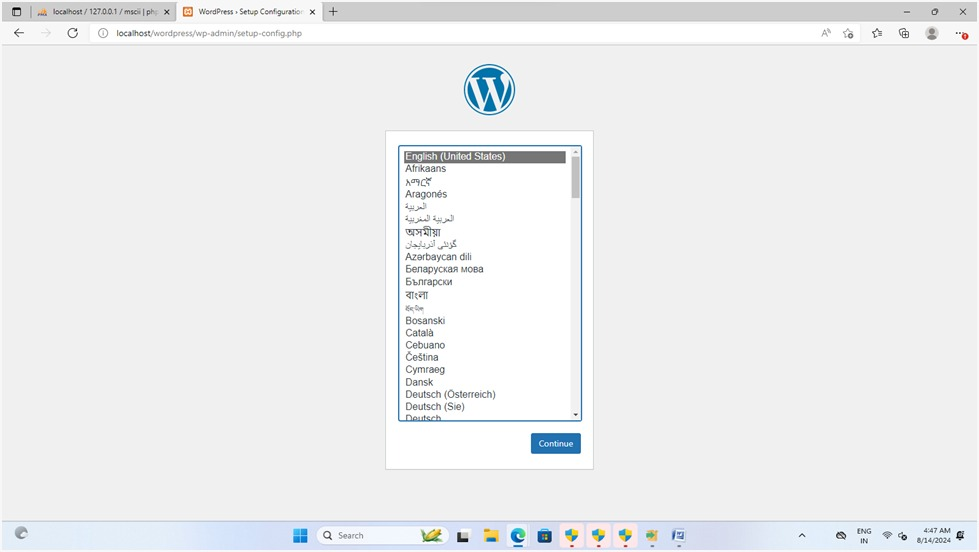 localhost / 127.0.0.1 / mscii | php
WordPress › Setup Configuration
localhost/wordpress/wp-admin/setup-config.php
English (United States)
Afrikaans
አማርኛ
Aragonés
العربية
العربية المغربية
অসমীয়া
گؤنئی آذربایجان
Azərbaycan dili
Беларуская мова
Български
বাংলা
བོད་ཡིག
Bosanski
Català
Cebuano
Čeština
Cymraeg
Dansk
Deutsch (Österreich)
Deutsch (Sie)
Deutsch
Continue
Search
ENG
IN
4:47 AM
8/14/2024